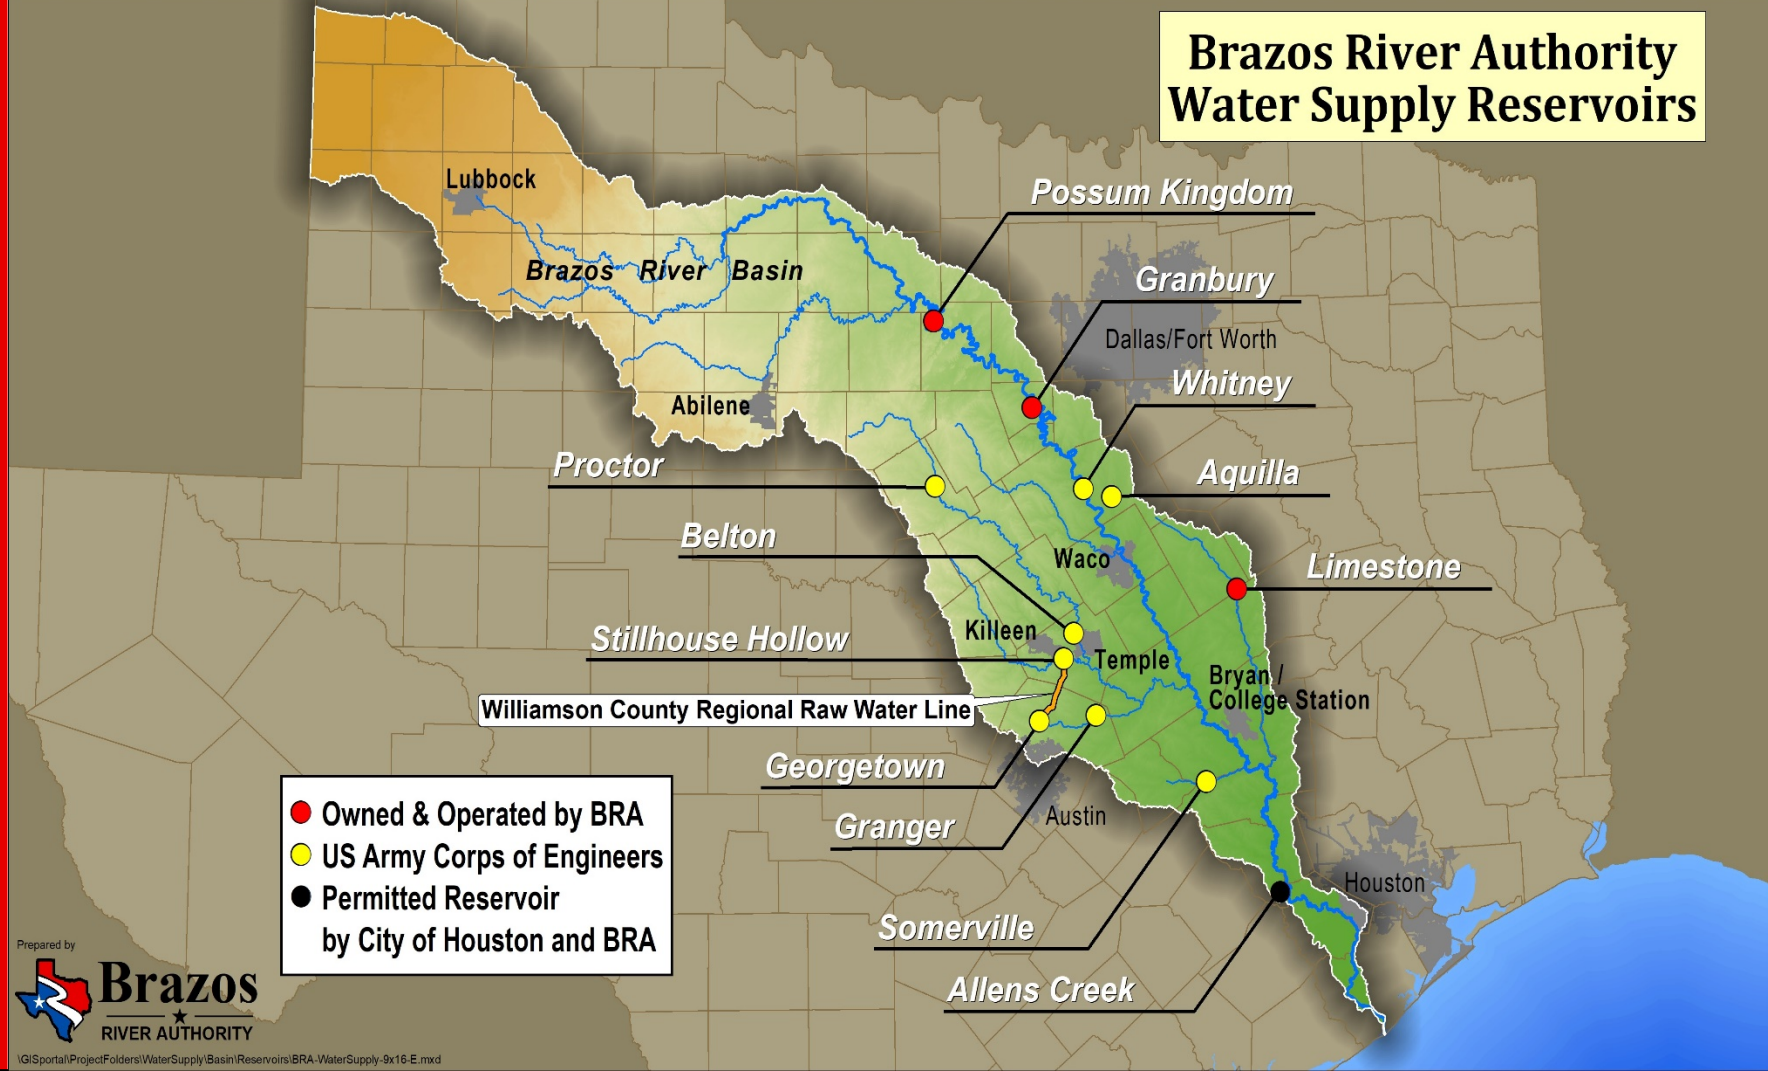 Brazos River Authority
Water Supply Reservoirs
Lubbock
Possum Kingdom
Brazos River Basin
Granbury
Dallas/Fort Worth
Whitney
Abilene
Proctor
Aquilla
Belton
Waco
Limestone
Killeen
Stillhouse Hollow
Temple
Bryan /
College Station
Williamson County Regional Raw Water Line
Georgetown
Austin
Granger
Houston
Somerville
Allens Creek
Owned & Operated by BRA
US Army Corps of Engineers
Permitted Reservoir
by City of Houston and BRA
Prepared by
Brazos
RIVER AUTHORITY
\GISportal\ProjectFolders\WaterSupply\Basin\Reservoirs\BRA-WaterSupply-9x16-E.mxd